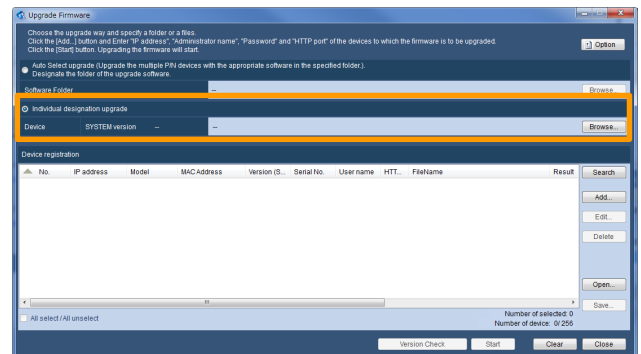 Upgrade Firmware
Choose the upgrade way and specify a folder or a files.
Click the [Add...] button and Enter "IP address", "Administrator name", "Password" and "HTTP port" of the devices to which the firmware is to be upgraded.
Click the [Start] button. Upgrading the firmware will start.
Option
Auto Select upgrade (Upgrade the multiple P/N devices with the appropriate software in the specified folder.).
Designate the folder of the upgrade software.
Software Folder -- Browse...
Individual designation upgrade
Device SYSTEM version -- -- Browse...
Device registration
No. IP address Model MAC Address Version (S... Serial No. User name HTT... FileName Result
Search
Add...
Edit...
Delete
Open...
Save...
All select / All unselect
Number of selected: 0
Number of device: 0/ 256
Version Check Start Clear Close